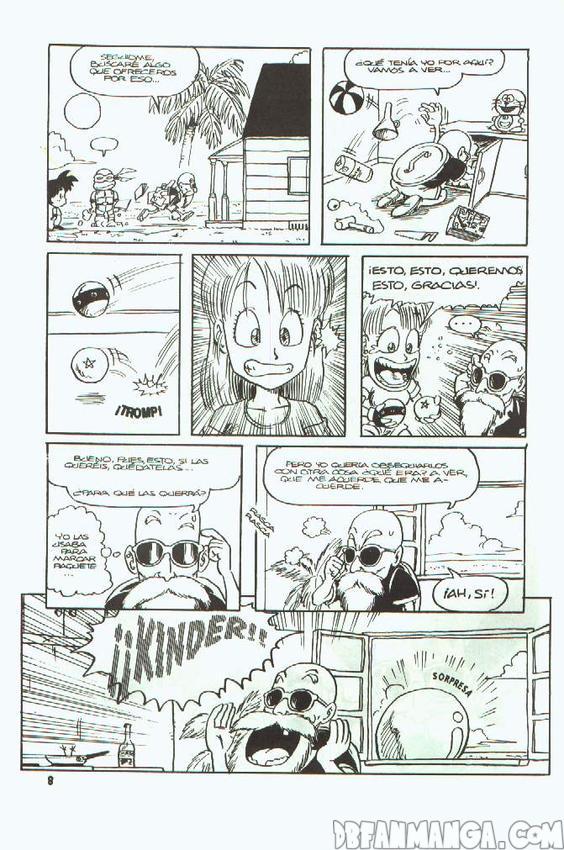 SEGUIDME,
BUSCARÉ ALGO
QUE OFRECEROS
POR ESO...
...
¿QUÉ TENÍA YO POR AQUÍ?
VAMOS A VER...
¡TROMP!
¡ESTO, ESTO, QUEREMOS
ESTO, GRACIAS!
...
BUENO, PUES, ESTO, SI LAS
QUERÉIS, QUEDÁTELAS...
¿PARA QUÉ LAS QUERRÁ?
YO LAS
USABA
PARA
MARCAR
PAQUETE
PERO YO QUERÍA OBSEQUIARLOS
CON OTRA COSA ¿QUÉ ERA? A VER,
QUE ME ACUERDE, QUE ME A-
CUERDE.
¡AH, SÍ!
¡¡KINDER!!
SORPRESA
8
DBFANMANGA.COM